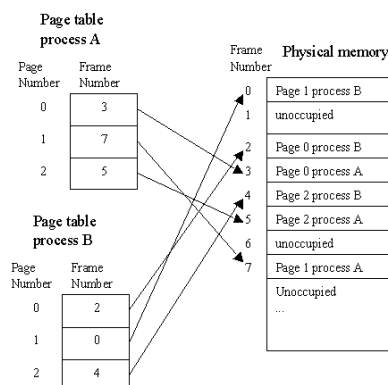 Page table
process A
Page
Number
Frame
Number
0 3
1 7
2 5
Page table
process B
Page
Number
Frame
Number
0 2
1 0
2 4
Frame
Number
Physical memory
0 Page 1 process B
1 unoccupied
2 Page 0 process B
3 Page 0 process A
4 Page 2 process B
5 Page 2 process A
6 unoccupied
7 Page 1 process A
Unoccupied
...